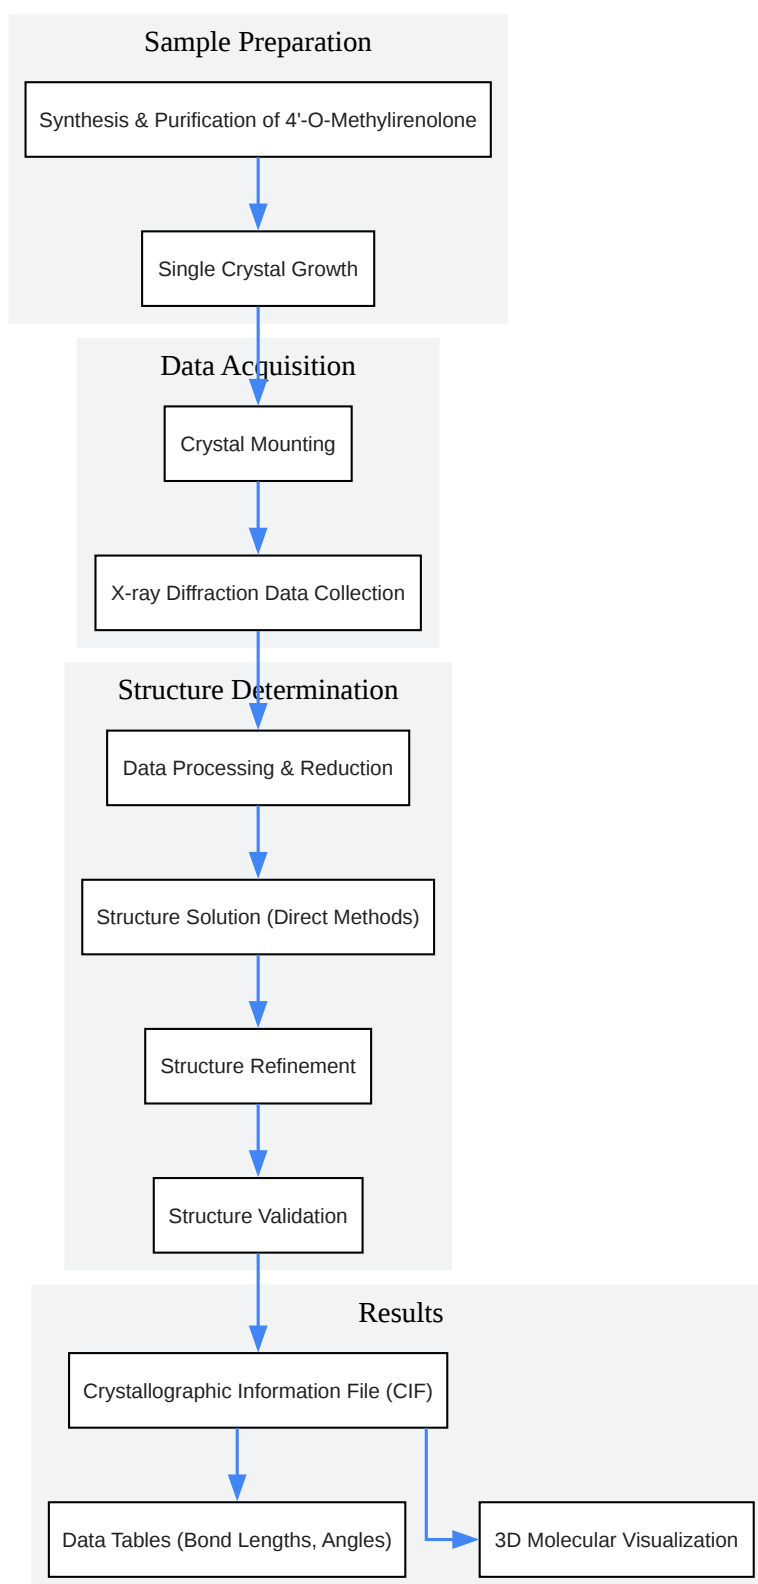 Sample Preparation
Synthesis & Purification of 4'-O-Methylirenolone
Single Crystal Growth
Data Acquisition
Crystal Mounting
X-ray Diffraction Data Collection
Structure Determination
Data Processing & Reduction
Structure Solution (Direct Methods)
Structure Refinement
Structure Validation
Results
Crystallographic Information File (CIF)
Data Tables (Bond Lengths, Angles)
3D Molecular Visualization